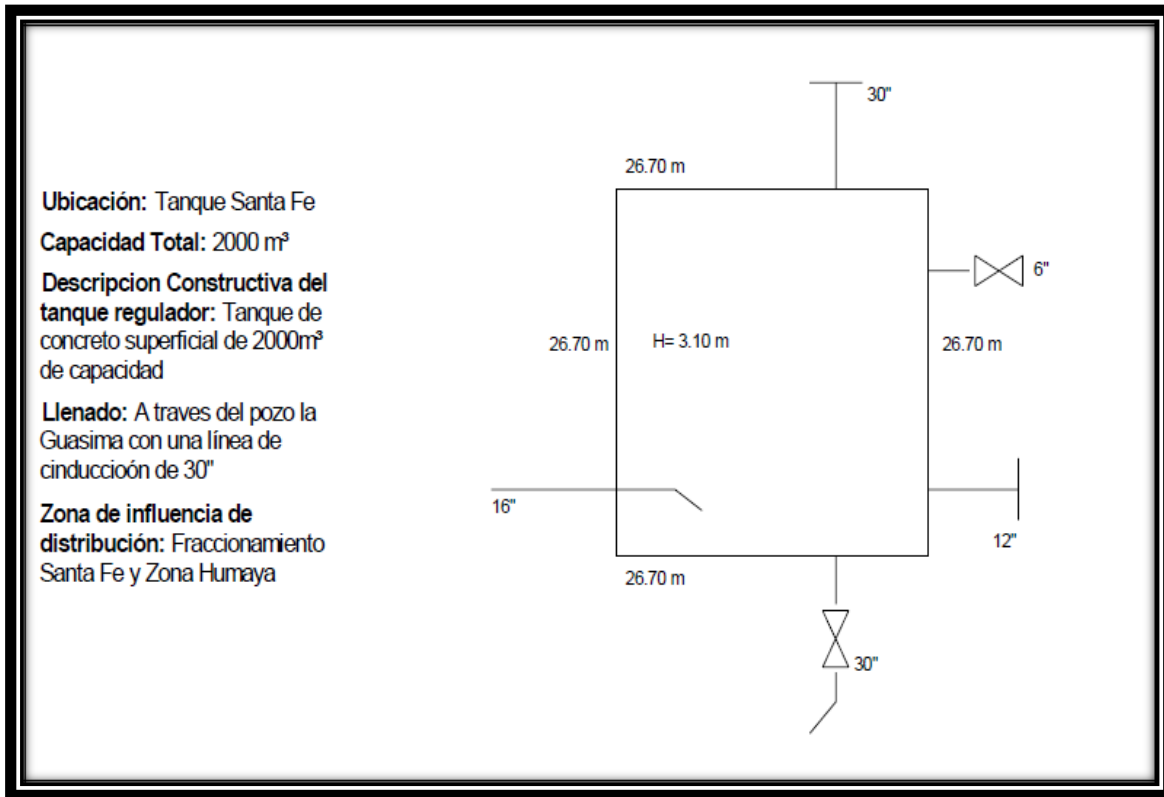 Ubicación: Tanque Santa Fe
Capacidad Total: 2000 m³
Descripcion Constructiva del
tanque regulador: Tanque de
concreto superficial de 2000m³
de capacidad
Llenado: A traves del pozo la
Guasima con una línea de
cinduccioón de 30"
Zona de influencia de
distribución: Fraccionamiento
Santa Fe y Zona Humaya
30"
26.70 m
6"
26.70 m
H= 3.10 m
26.70 m
16"
12"
26.70 m
30"